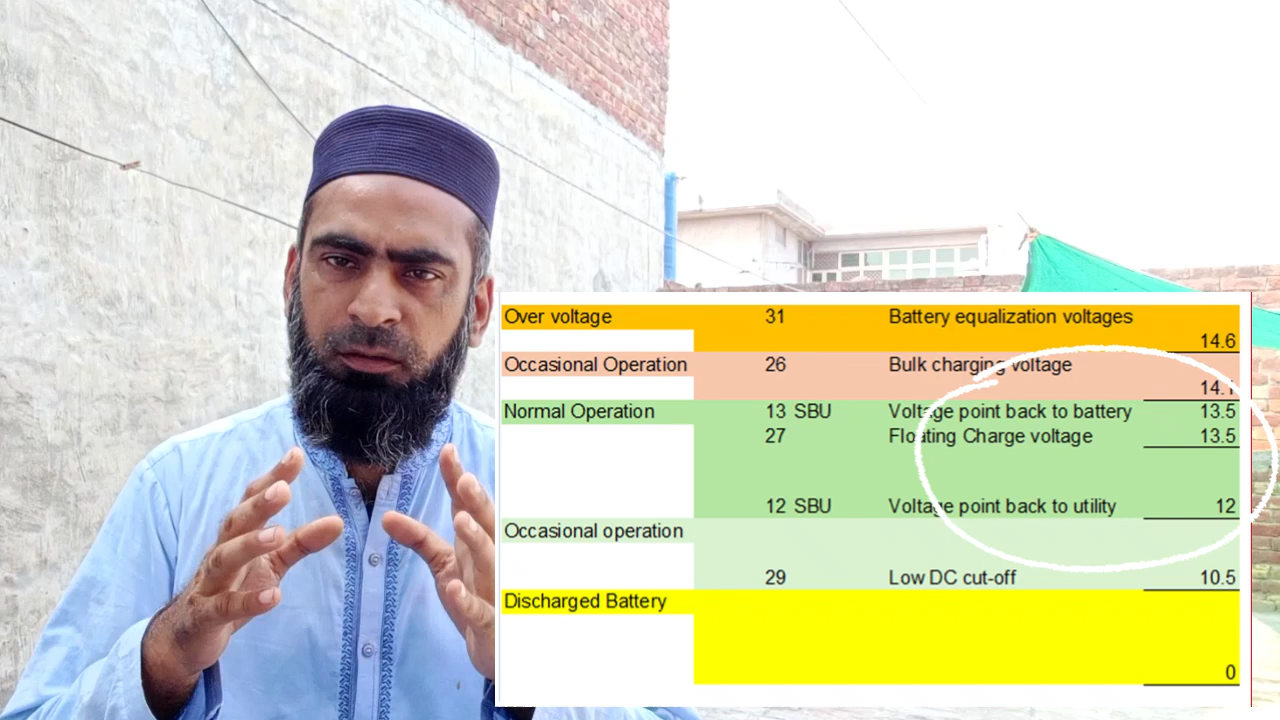 Over voltage 31 Battery equalization voltages
14.6
Occasional Operation 26 Bulk charging voltage
14.1
Normal Operation 13 SBU Voltage point back to battery 13.5
27 Floating Charge voltage 13.5
12 SBU Voltage point back to utility 12
Occasional operation
29 Low DC cut-off 10.5
Discharged Battery
0